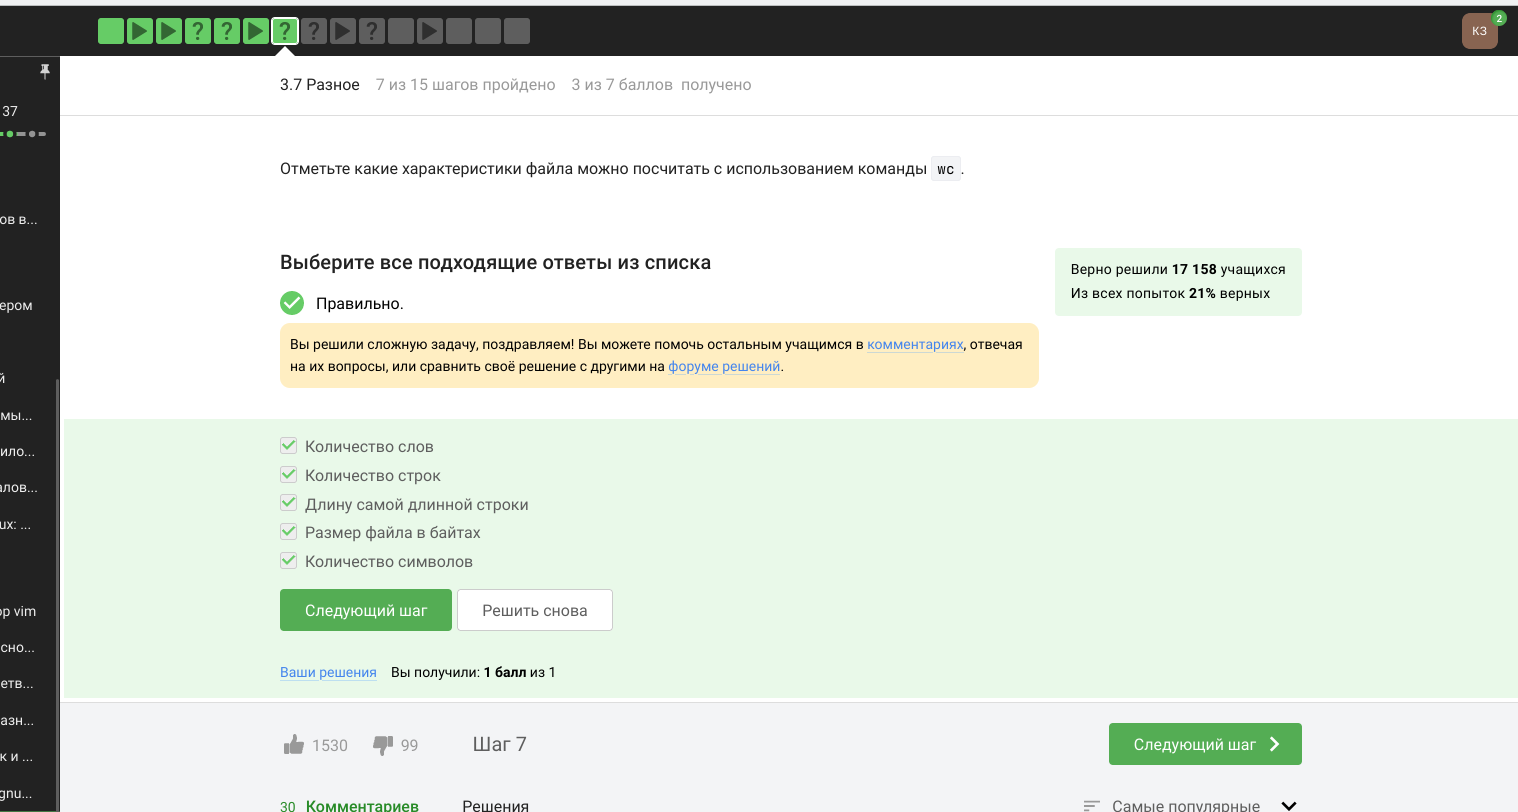 ? ? ? ? ?
КЗ
2
3.7 Разное 7 из 15 шагов пройдено 3 из 7 баллов получено
37
Отметьте какие характеристики файла можно посчитать с использованием команды wc.
ов в...
Выберите все подходящие ответы из списка
Верно решили 17 158 учащихся
Из всех попыток 21% верных
ером
Правильно.
Вы решили сложную задачу, поздравляем! Вы можете помочь остальным учащимся в комментариях, отвечая
на их вопросы, или сравнить своё решение с другими на форуме решений.
й
мы...
ило...
алов...
ux: ...
Количество слов
Количество строк
Длину самой длинной строки
Размер файла в байтах
Количество символов
Следующий шаг Решить снова
ор vim
сно...
Ваши решения Вы получили: 1 балл из 1
етв...
азн...
к и ...
gnu...
1530 99 Шаг 7
Следующий шаг
30 Комментариев Решения
Самые популярные